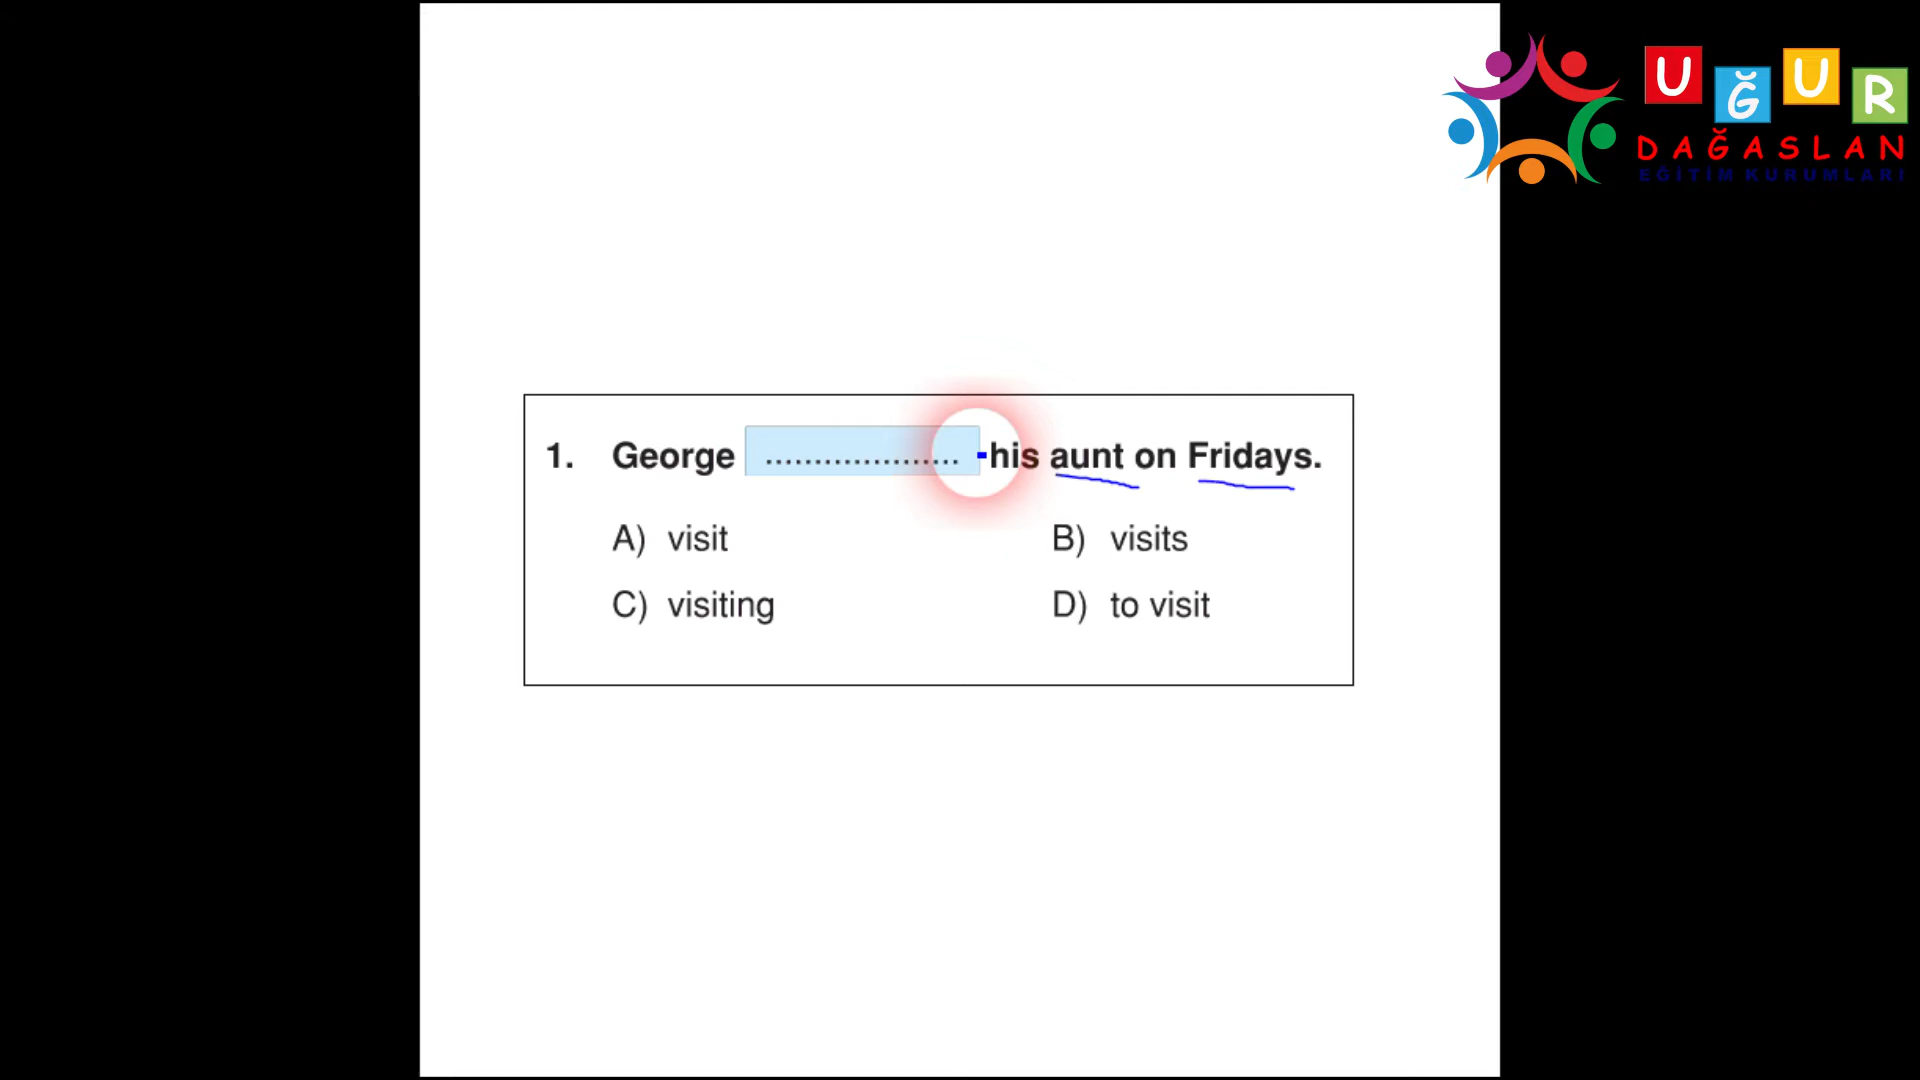 UĞUR
DAĞASLAN
EĞİTİM KURUMLARI
1. George .................... his aunt on Fridays.
A) visit B) visits
C) visiting D) to visit